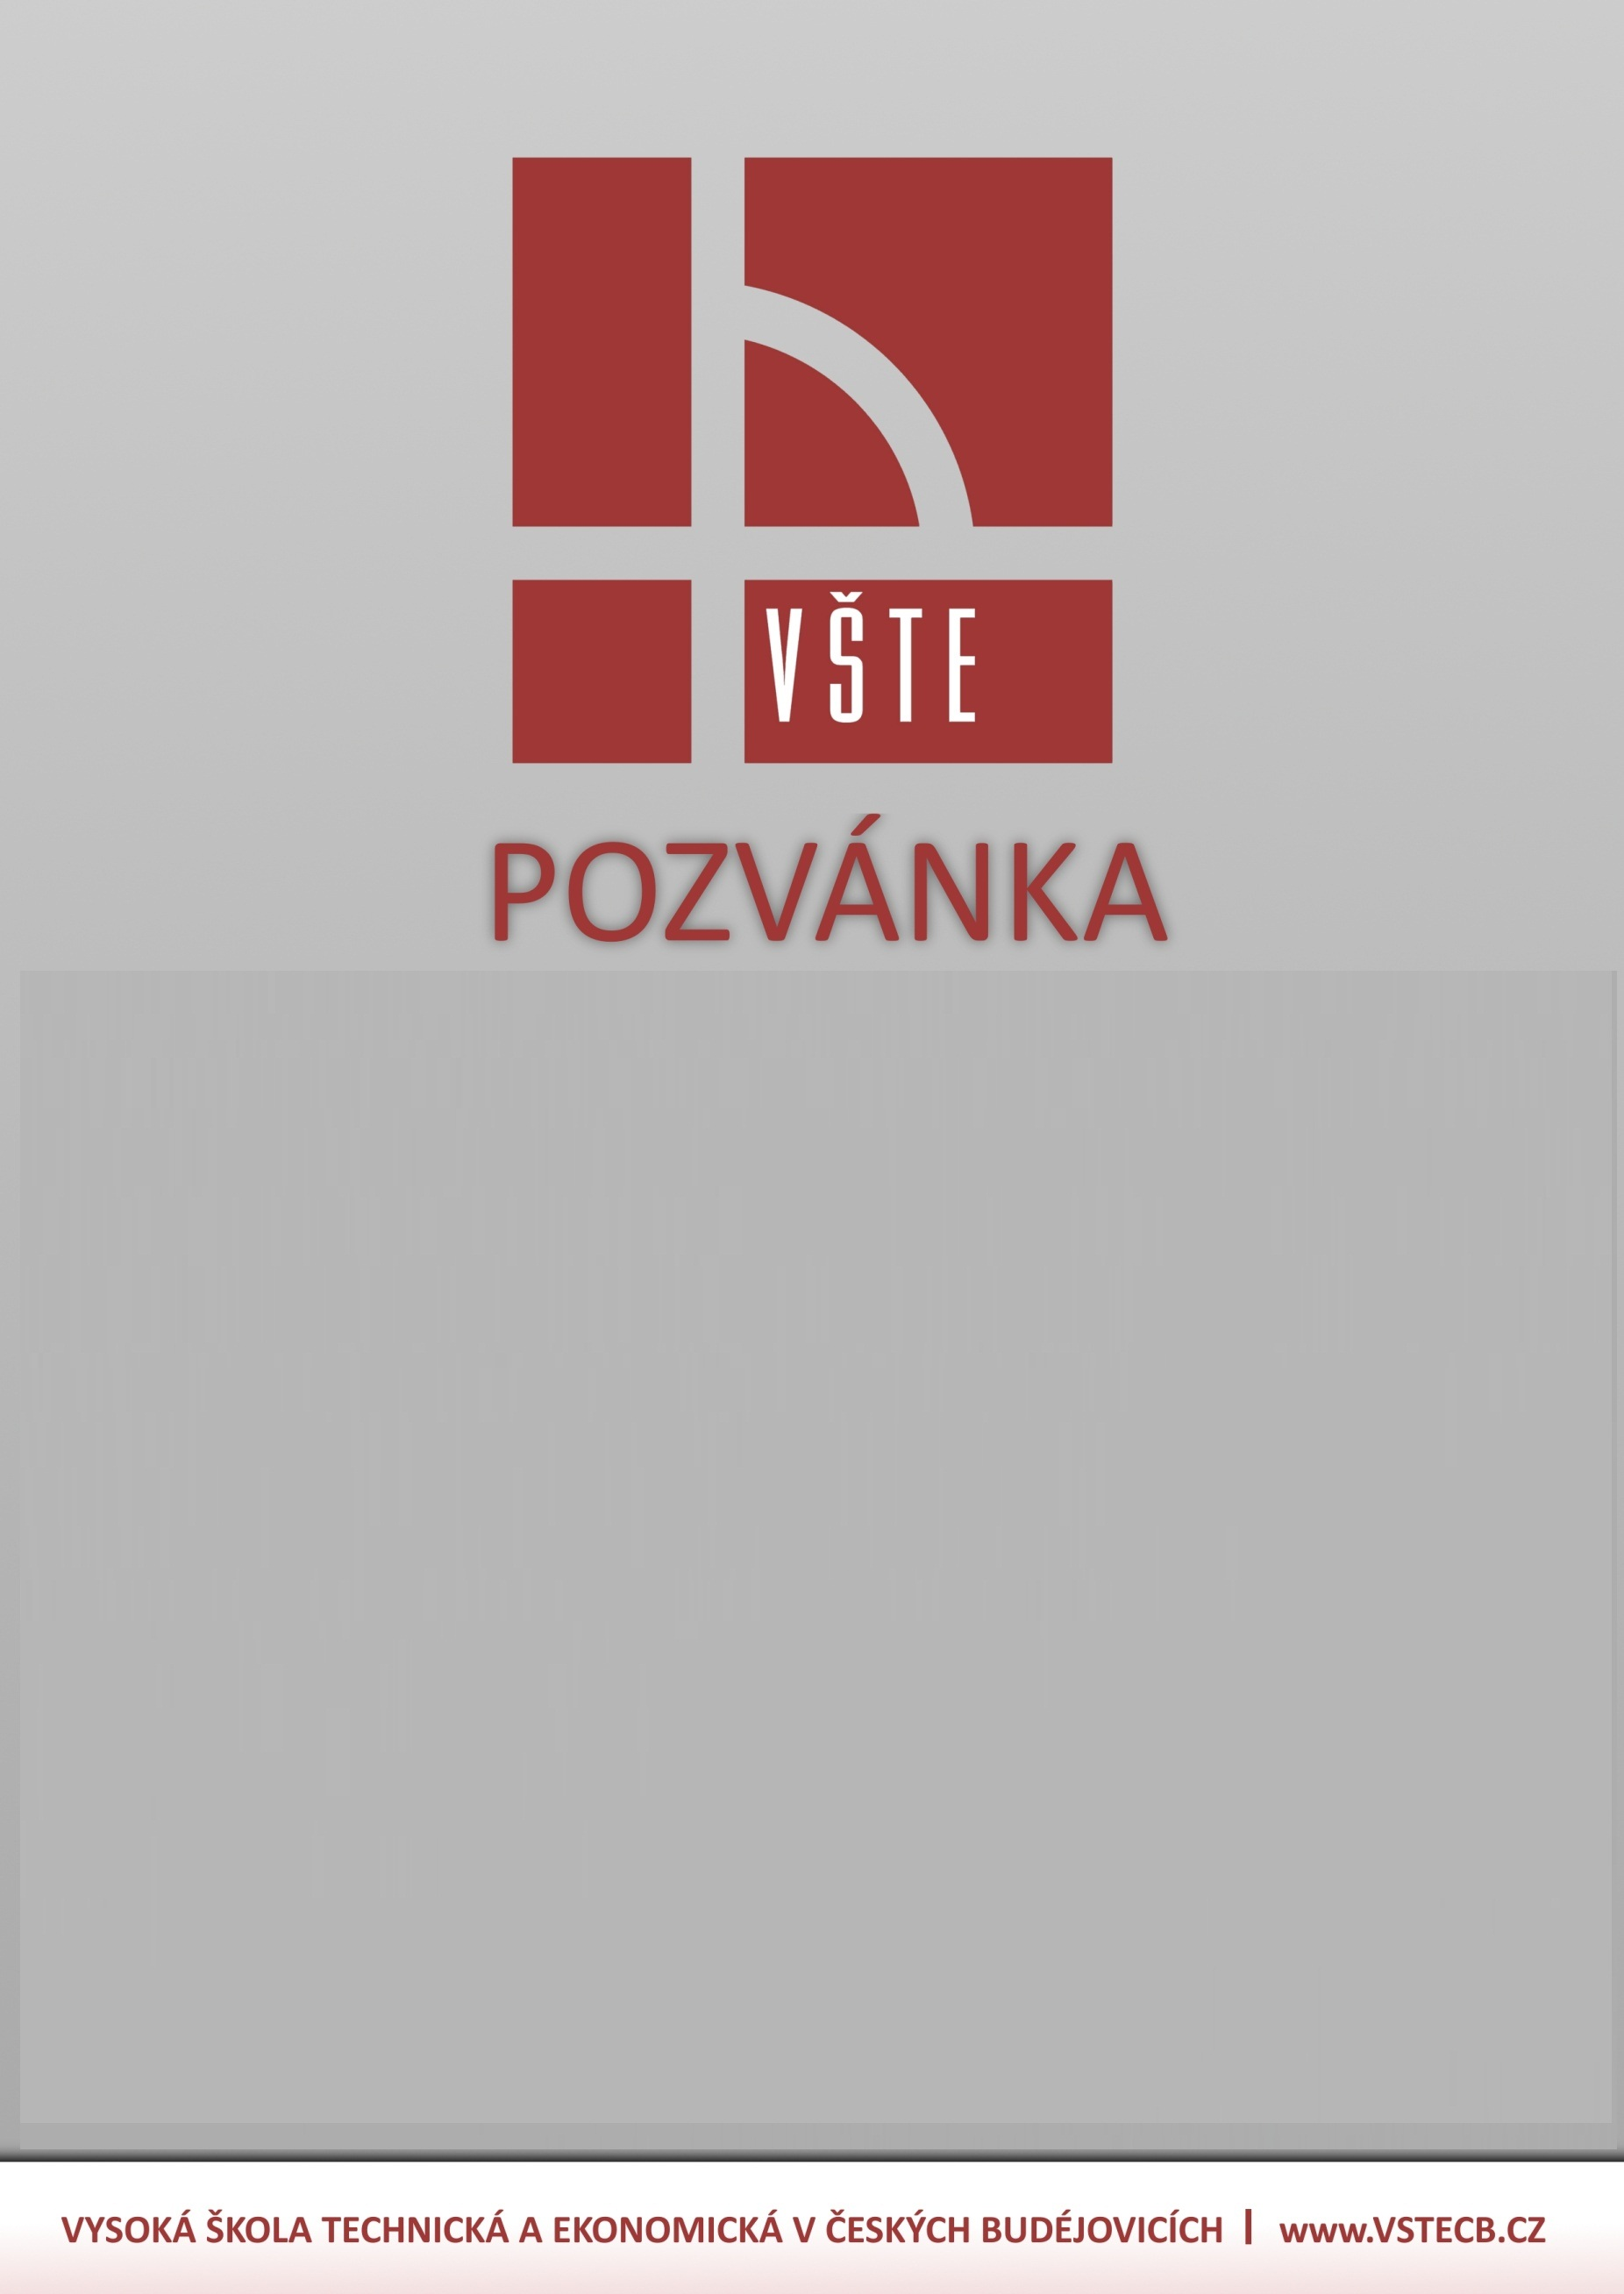 VŠTE
POZVÁNKA
VYSOKÁ ŠKOLA TECHNICKÁ A EKONOMICKÁ V ČESKÝCH BUDĚJOVICÍCH | www.VSTECB.CZ